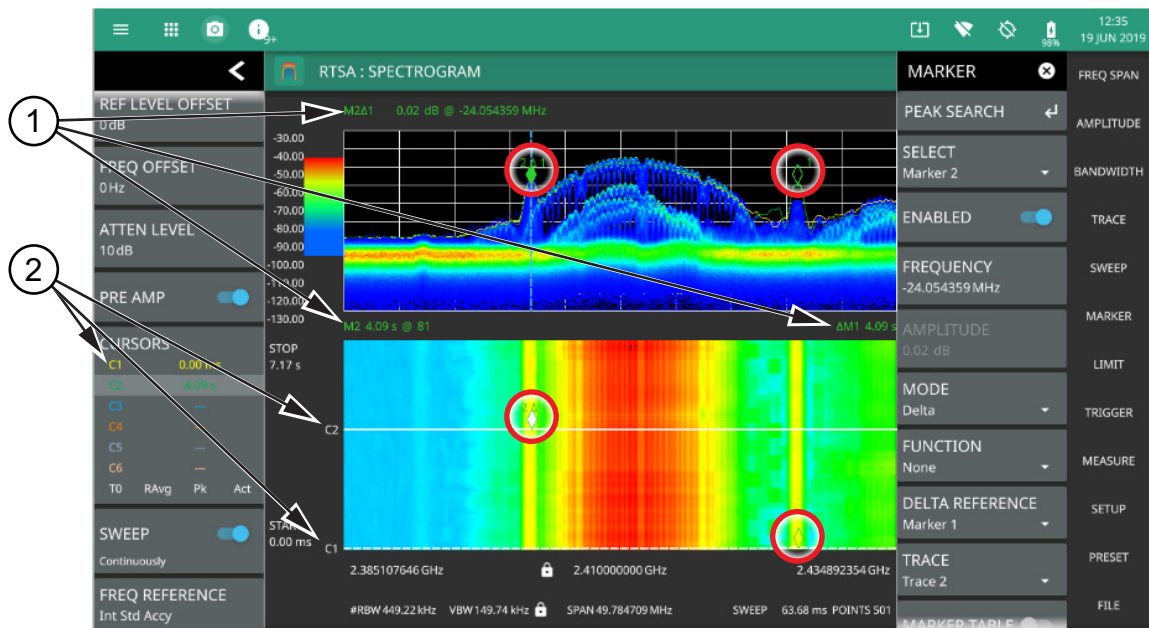 12:35
98%
19 JUN 2019
9+
RTSA : SPECTROGRAM
MARKER
FREQ SPAN
AMPLITUDE
BANDWIDTH
TRACE
SWEEP
MARKER
LIMIT
TRIGGER
MEASURE
SETUP
PRESET
FILE
1
2
REF LEVEL OFFSET
0 dB
FREQ OFFSET
0 Hz
ATTEN LEVEL
10 dB
PRE AMP
CURSORS
C1 0.00 ms
C2 4.09 s
C3 ---
C4 ---
C5 ---
C6 ---
T0 RAvg Pk Act
SWEEP
Continuously
FREQ REFERENCE
Int Std Accy
M2Δ1 0.02 dB @ -24.054359 MHz
-30.00
-40.00
-50.00
-60.00
-70.00
-80.00
-90.00
-100.00
-110.00
-120.00
-130.00
2Δ1
1
M2 4.09 s @ 81
ΔM1 4.09 s
STOP
7.17 s
C2
START
0.00 ms
C1
2.385107646 GHz 2.410000000 GHz 2.434892354 GHz
#RBW 449.22 kHz VBW 149.74 kHz SPAN 49.784709 MHz SWEEP 63.68 ms POINTS 501
PEAK SEARCH
SELECT
Marker 2
ENABLED
FREQUENCY
-24.054359 MHz
AMPLITUDE
0.02 dB
MODE
Delta
FUNCTION
None
DELTA REFERENCE
Marker 1
TRACE
Trace 2
MARKER TABLE